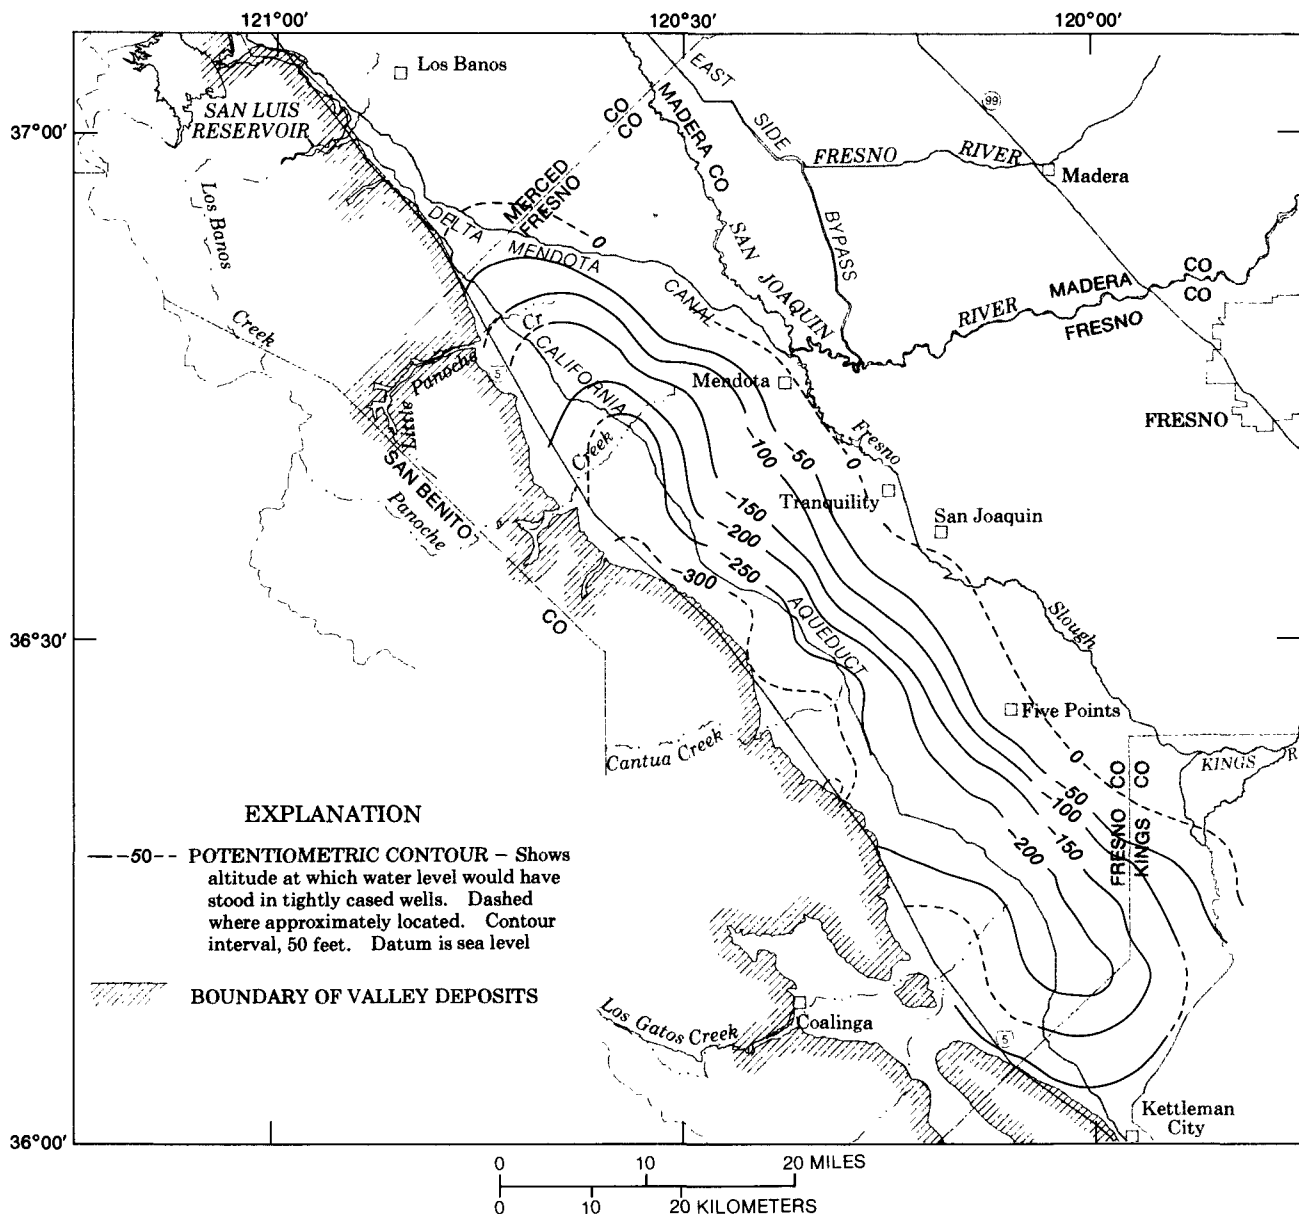 121°00'
120°30'
120°00'
37°00'
36°30'
36°00'
Los Banos
SAN LUIS
RESERVOIR
Los Banos
Creek
MERCED CO
FRESNO CO
DELTA
MENDOTA
CANAL
MADERA CO
SAN JOAQUIN
RIVER
EAST
SIDE
BYPASS
FRESNO
RIVER
99
Madera
MADERA CO
FRESNO CO
FRESNO
0
Little
Panoche
Cr
5
CALIFORNIA
AQUEDUCT
Mendota
Fresno
Slough
Tranquility
San Joaquin
Creek
SAN BENITO
CO
Panoche
-50
100
-150
-200
-250
-300
0
Five Points
Cantua Creek
KINGS
R
0
-50
-100
150
200
FRESNO CO
KINGS CO
Los Gatos Creek
Coalinga
5
Kettleman
City
EXPLANATION
-50-- POTENTIOMETRIC CONTOUR – Shows
altitude at which water level would have
stood in tightly cased wells. Dashed
where approximately located. Contour
interval, 50 feet. Datum is sea level
BOUNDARY OF VALLEY DEPOSITS
0 10 20 MILES
0 10 20 KILOMETERS